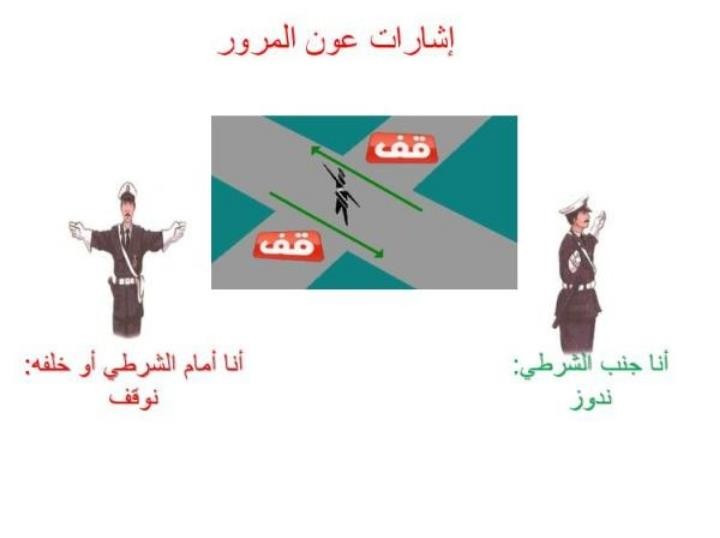 إشارات عون المرور
قف
قف
أنا جنب الشرطي:
ندوز
أنا أمام الشرطي أو خلفه:
نوقف